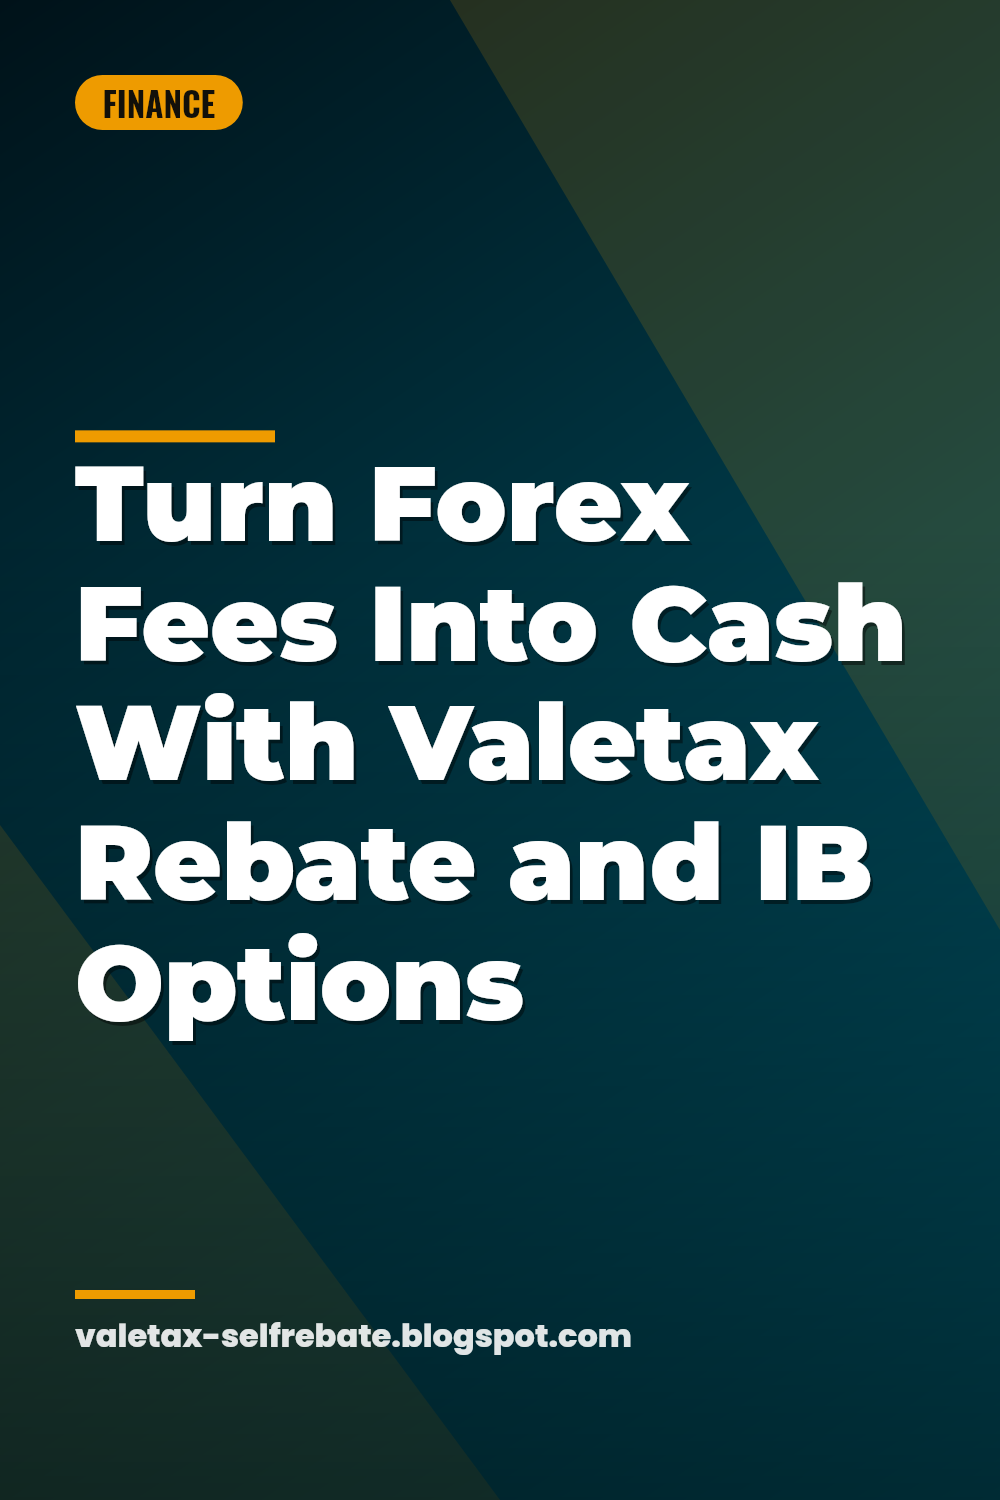 FINANCE
Turn Forex
Fees Into Cash
With Valetax
Rebate and IB
Options
valetax-selfrebate.blogspot.com